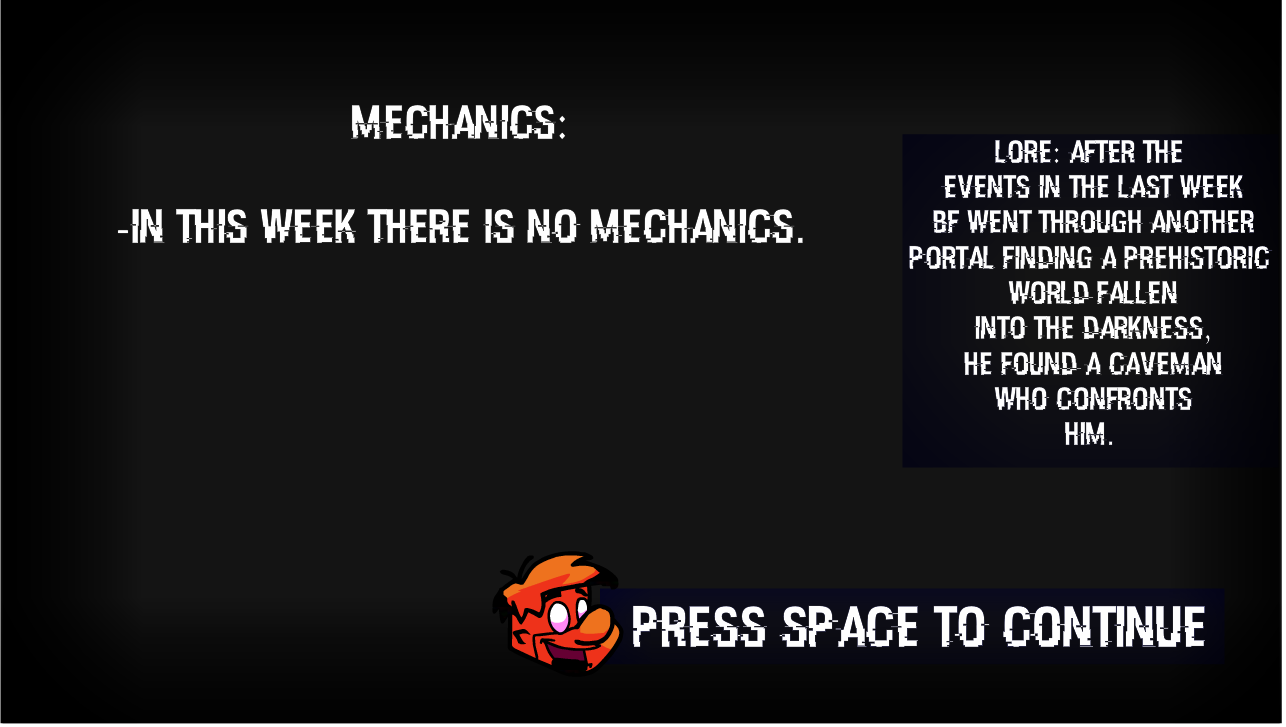 MECHANICS:
-IN THIS WEEK THERE IS NO MECHANICS.
LORE: AFTER THE
EVENTS IN THE LAST WEEK
BF WENT THROUGH ANOTHER
PORTAL FINDING A PREHISTORIC
WORLD FALLEN
INTO THE DARKNESS,
HE FOUND A CAVEMAN
WHO CONFRONTS
HIM.
PRESS SPACE TO CONTINUE